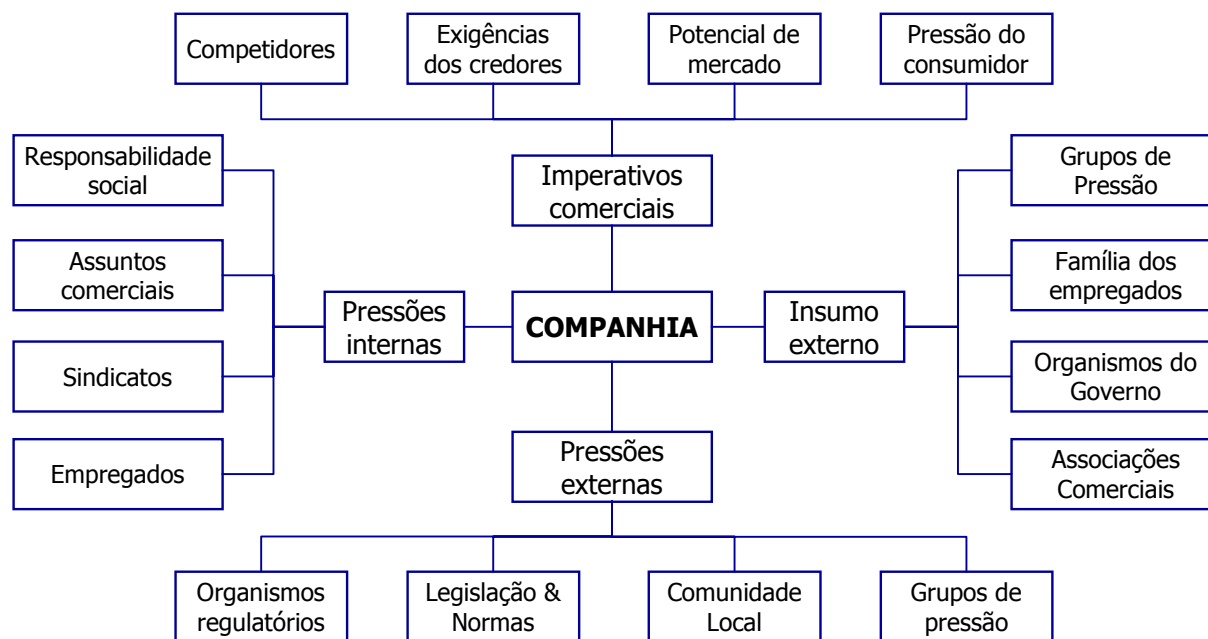 Competidores
Exigências
dos credores
Potencial de
mercado
Pressão do
consumidor
Responsabilidade
social
Imperativos
comerciais
Grupos de
Pressão
Assuntos
comerciais
Família dos
empregados
Pressões
internas
COMPANHIA
Insumo
externo
Sindicatos
Organismos do
Governo
Empregados
Pressões
externas
Associações
Comerciais
Organismos
regulatórios
Legislação &
Normas
Comunidade
Local
Grupos de
pressão